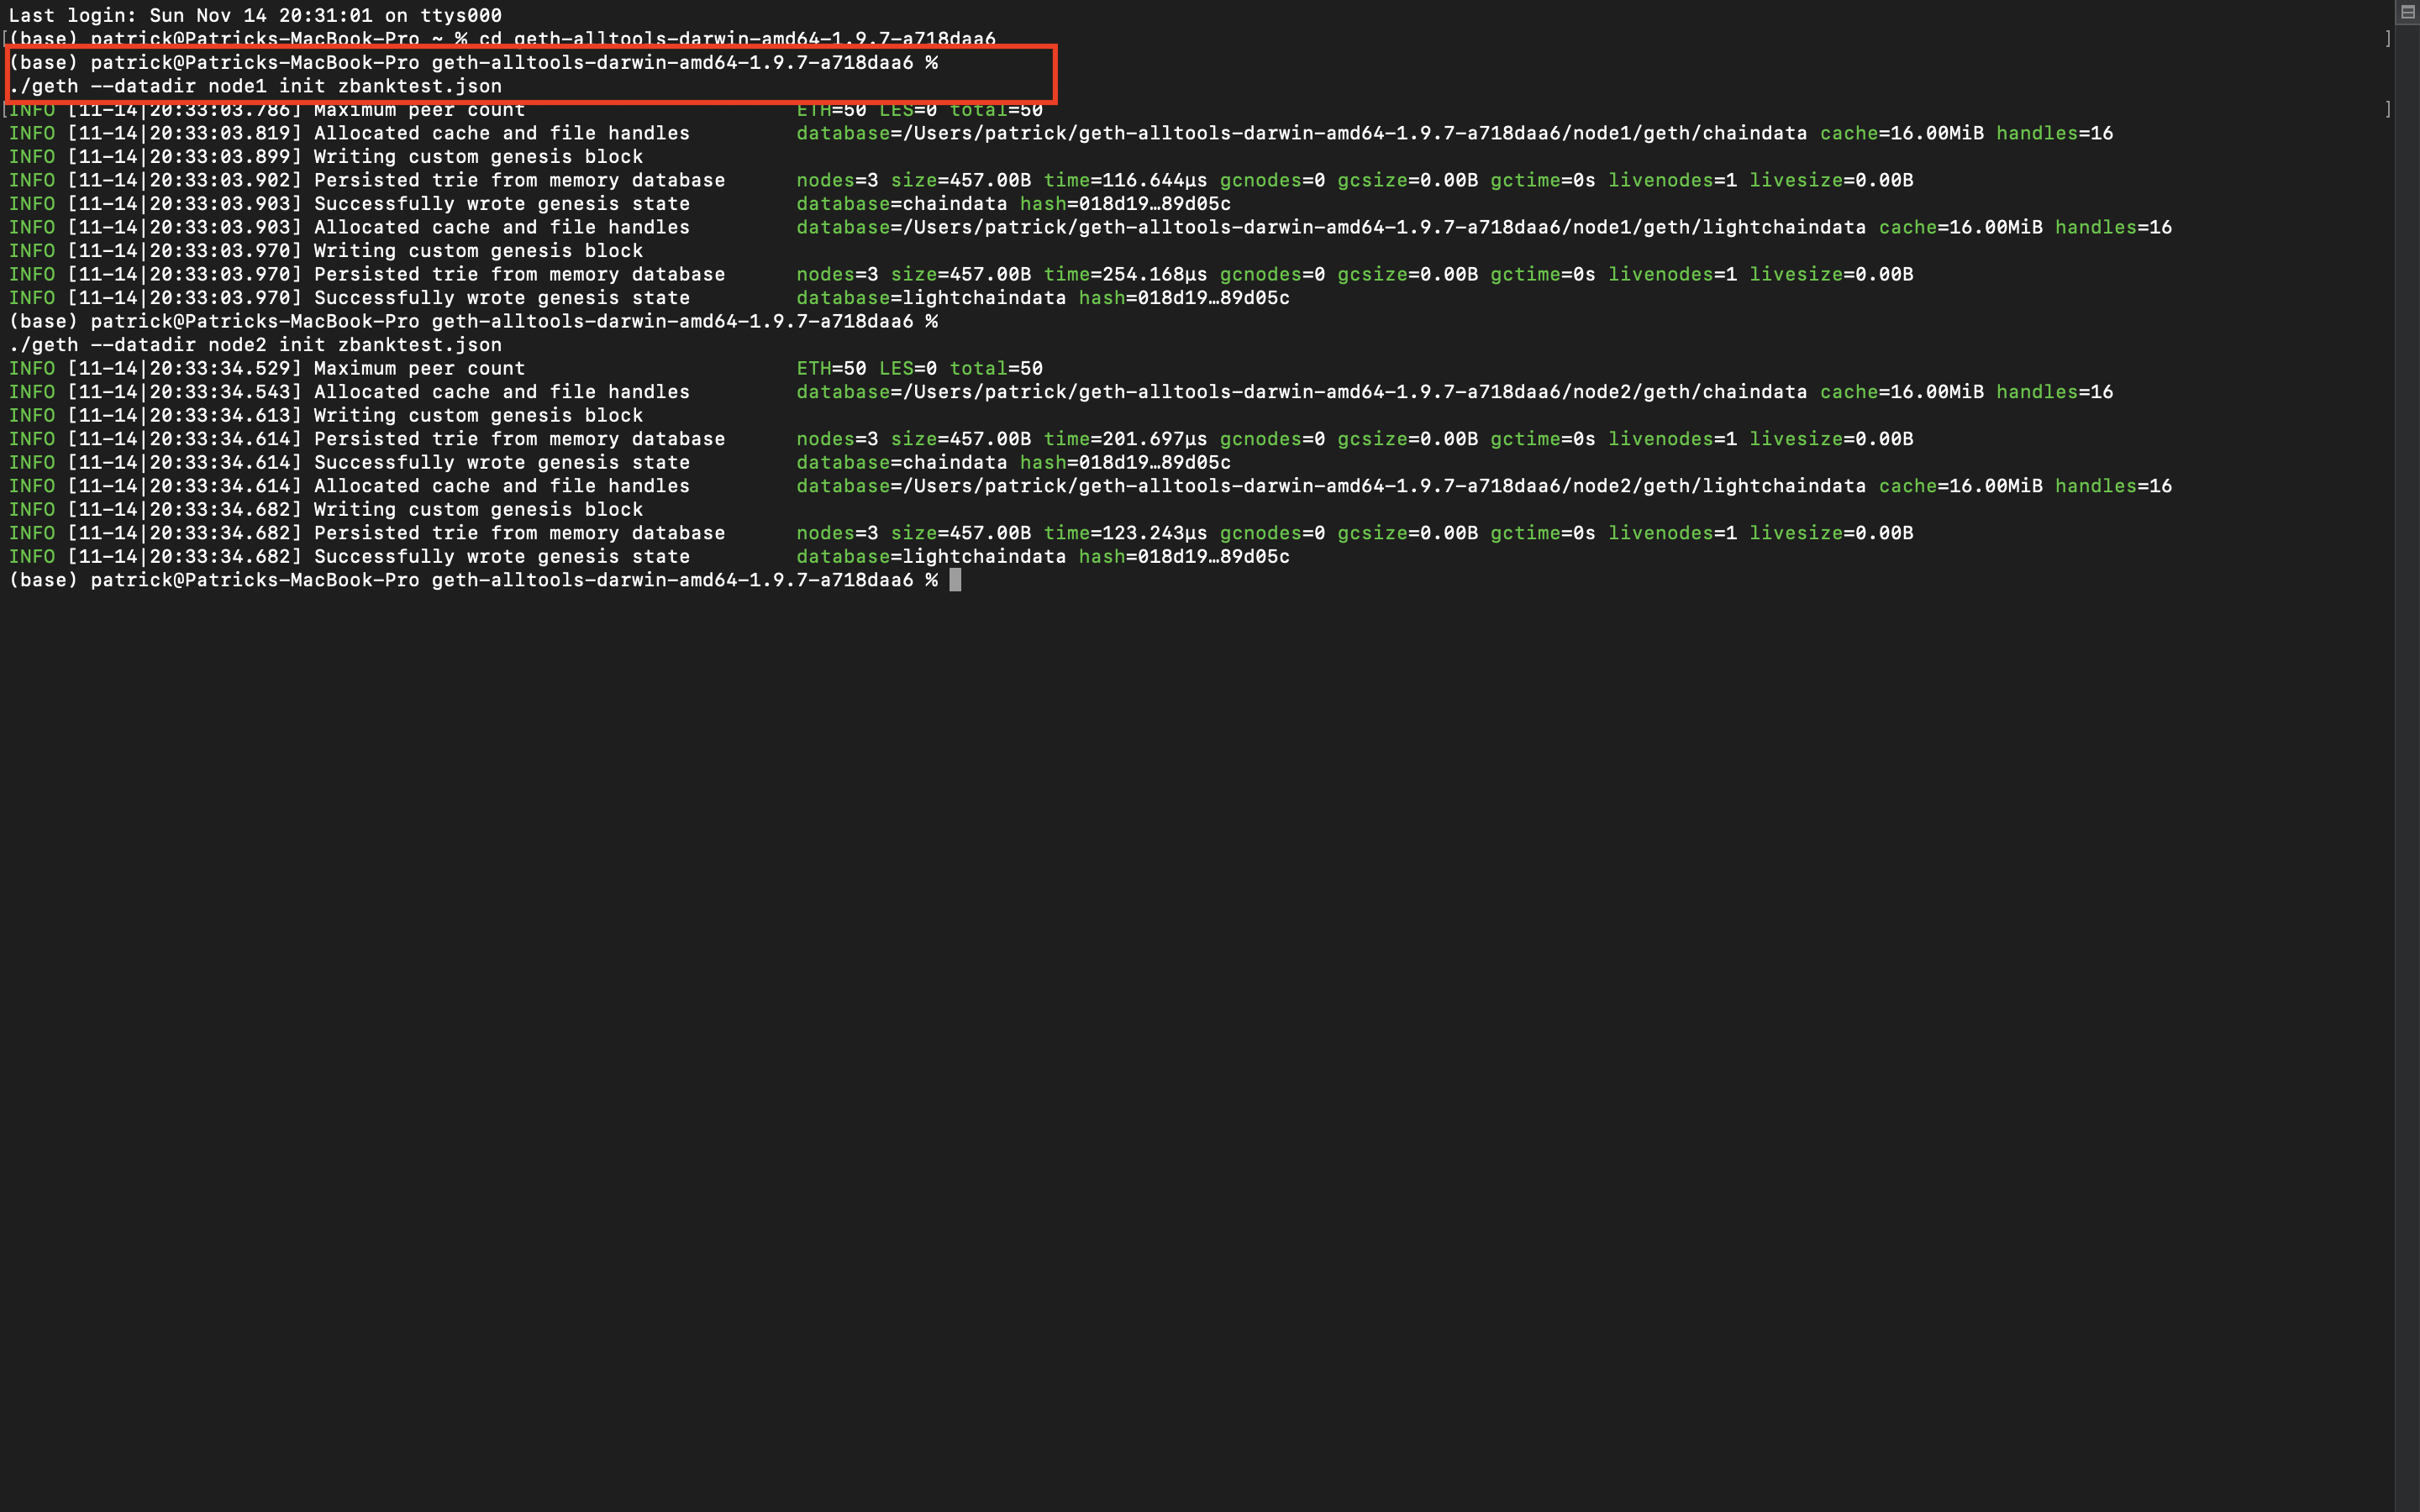 Last login: Sun Nov 14 20:31:01 on ttys000
[(base) patrick@Patricks-MacBook-Pro ~ % cd geth-alltools-darwin-amd64-1.9.7-a718daa6 ]
(base) patrick@Patricks-MacBook-Pro geth-alltools-darwin-amd64-1.9.7-a718daa6 %
./geth --datadir node1 init zbanktest.json
[INFO [11-14|20:33:03.786] Maximum peer count ETH=50 LES=0 total=50 ]
INFO [11-14|20:33:03.819] Allocated cache and file handles database=/Users/patrick/geth-alltools-darwin-amd64-1.9.7-a718daa6/node1/geth/chaindata cache=16.00MiB handles=16
INFO [11-14|20:33:03.899] Writing custom genesis block
INFO [11-14|20:33:03.902] Persisted trie from memory database nodes=3 size=457.00B time=116.644µs gcnodes=0 gcsize=0.00B gctime=0s livenodes=1 livesize=0.00B
INFO [11-14|20:33:03.903] Successfully wrote genesis state database=chaindata hash=018d19…89d05c
INFO [11-14|20:33:03.903] Allocated cache and file handles database=/Users/patrick/geth-alltools-darwin-amd64-1.9.7-a718daa6/node1/geth/lightchaindata cache=16.00MiB handles=16
INFO [11-14|20:33:03.970] Writing custom genesis block
INFO [11-14|20:33:03.970] Persisted trie from memory database nodes=3 size=457.00B time=254.168µs gcnodes=0 gcsize=0.00B gctime=0s livenodes=1 livesize=0.00B
INFO [11-14|20:33:03.970] Successfully wrote genesis state database=lightchaindata hash=018d19…89d05c
(base) patrick@Patricks-MacBook-Pro geth-alltools-darwin-amd64-1.9.7-a718daa6 %
./geth --datadir node2 init zbanktest.json
INFO [11-14|20:33:34.529] Maximum peer count ETH=50 LES=0 total=50
INFO [11-14|20:33:34.543] Allocated cache and file handles database=/Users/patrick/geth-alltools-darwin-amd64-1.9.7-a718daa6/node2/geth/chaindata cache=16.00MiB handles=16
INFO [11-14|20:33:34.613] Writing custom genesis block
INFO [11-14|20:33:34.614] Persisted trie from memory database nodes=3 size=457.00B time=201.697µs gcnodes=0 gcsize=0.00B gctime=0s livenodes=1 livesize=0.00B
INFO [11-14|20:33:34.614] Successfully wrote genesis state database=chaindata hash=018d19…89d05c
INFO [11-14|20:33:34.614] Allocated cache and file handles database=/Users/patrick/geth-alltools-darwin-amd64-1.9.7-a718daa6/node2/geth/lightchaindata cache=16.00MiB handles=16
INFO [11-14|20:33:34.682] Writing custom genesis block
INFO [11-14|20:33:34.682] Persisted trie from memory database nodes=3 size=457.00B time=123.243µs gcnodes=0 gcsize=0.00B gctime=0s livenodes=1 livesize=0.00B
INFO [11-14|20:33:34.682] Successfully wrote genesis state database=lightchaindata hash=018d19…89d05c
(base) patrick@Patricks-MacBook-Pro geth-alltools-darwin-amd64-1.9.7-a718daa6 %